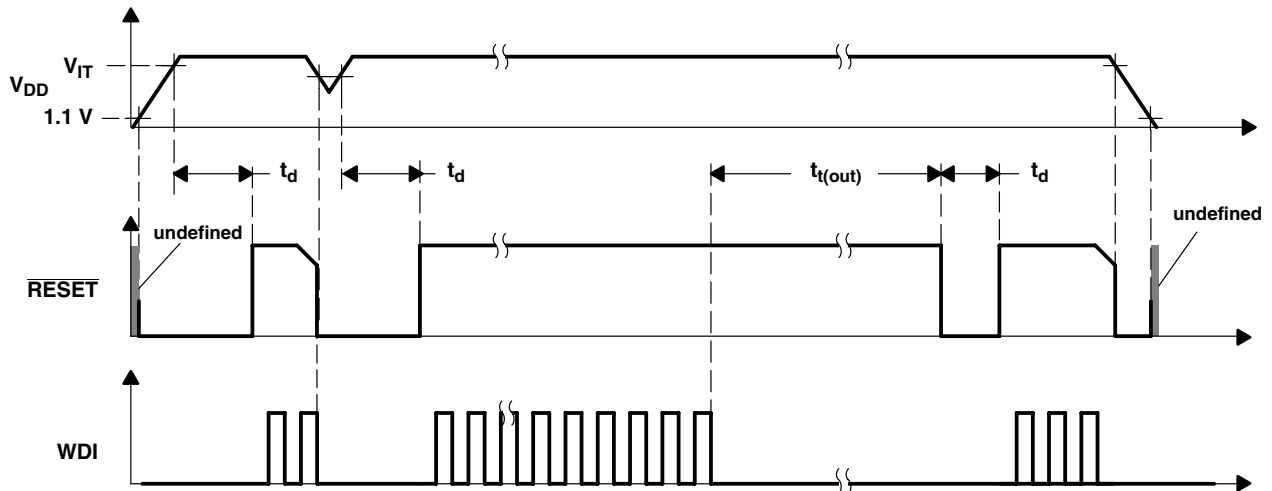 V_IT
V_DD
1.1 V
t_d
t_d
t_t(out)
t_d
undefined
undefined
RESET
WDI